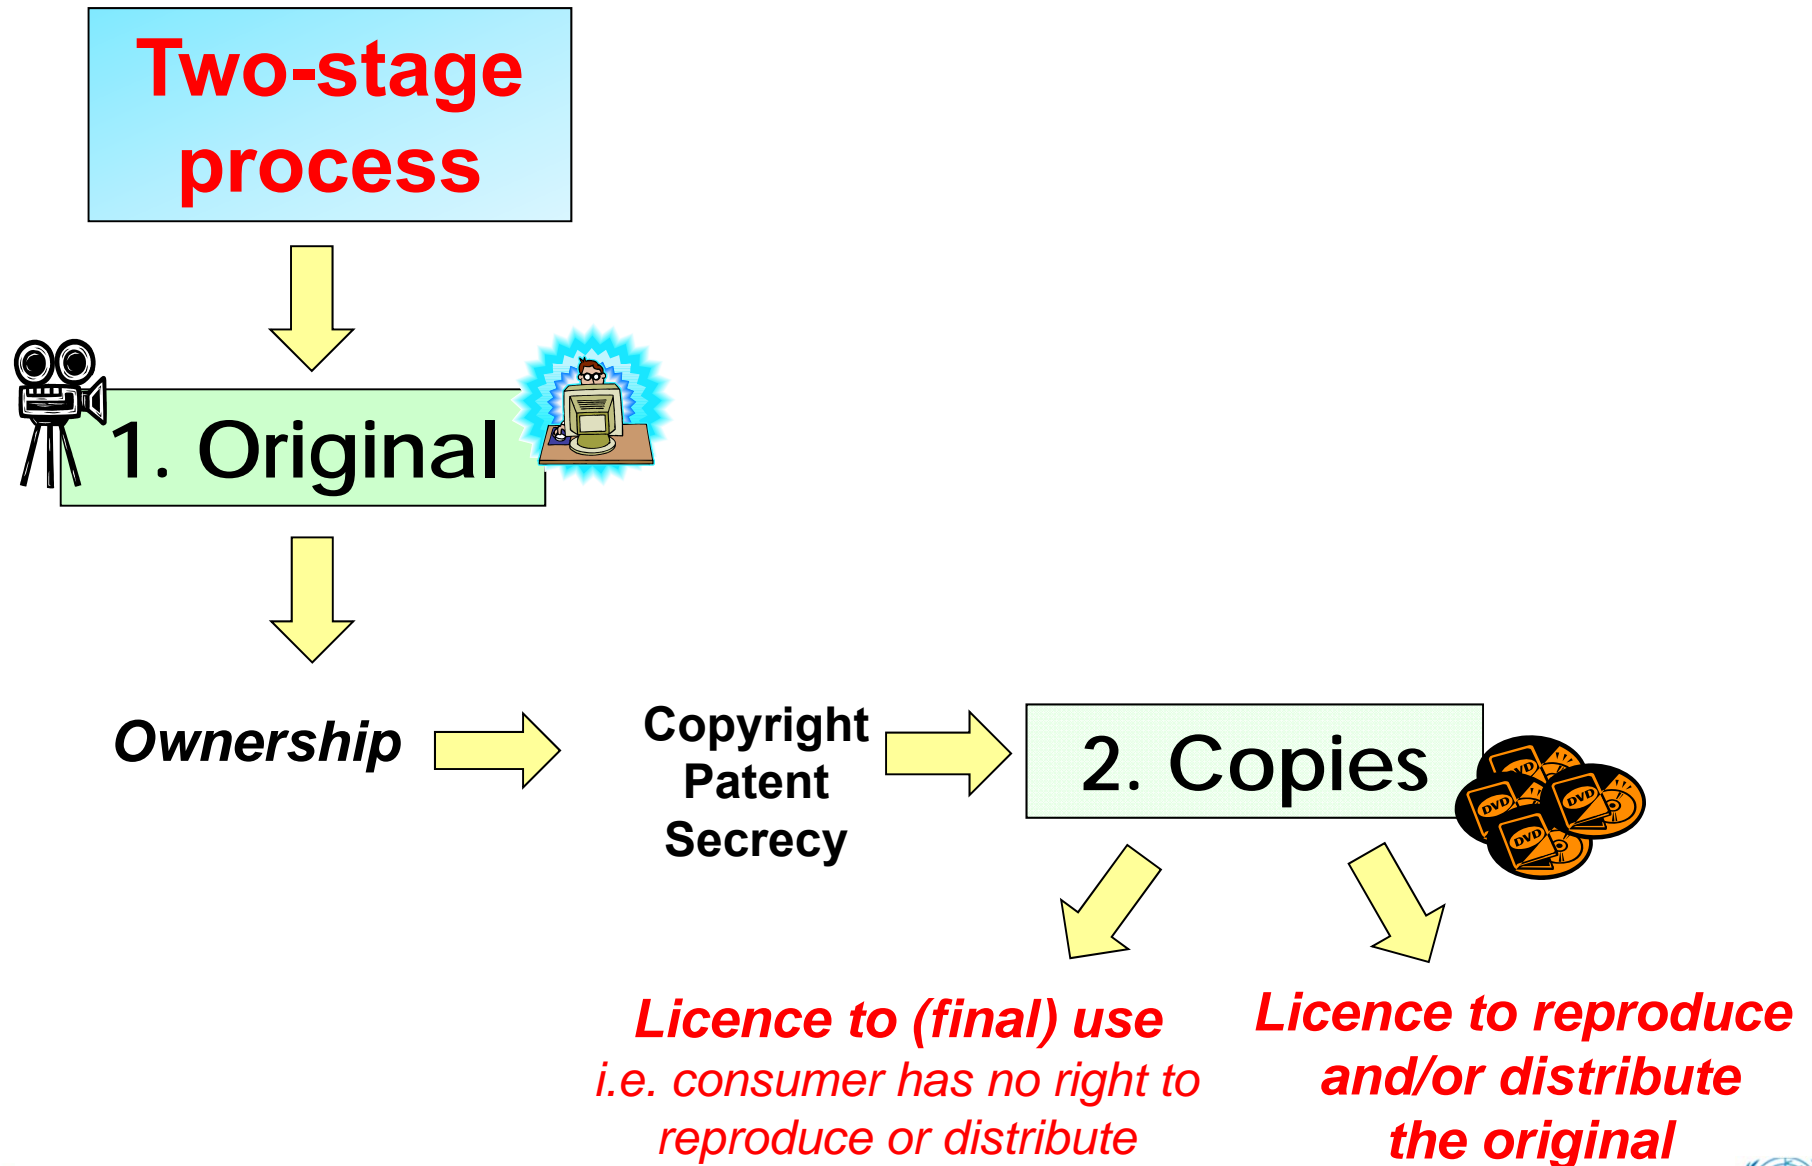 Two-stage
process
1. Original
Ownership
Copyright
Patent
Secrecy
2. Copies
DVD
DVD
DVD
DVD
Licence to (final) use
i.e. consumer has no right to
reproduce or distribute
Licence to reproduce
and/or distribute
the original